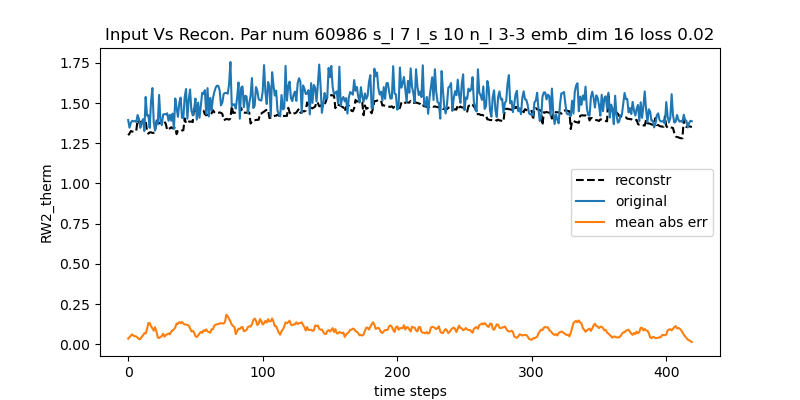 Input Vs Recon. Par num 60986 s_l 7 l_s 10 n_l 3-3 emb_dim 16 loss 0.02
1.75
1.50
1.25
1.00
0.75
0.50
0.25
0.00
RW2_therm
reconstr
original
mean abs err
0 100 200 300 400
time steps